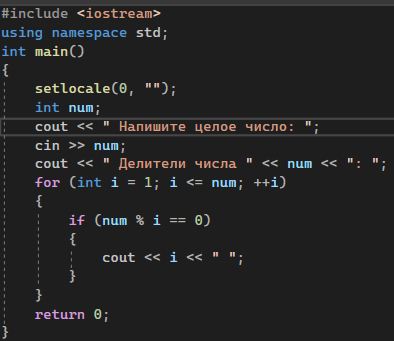 #include <iostream>
using namespace std;
int main()
{
    setlocale(0, "");
    int num;
    cout << " Напишите целое число: ";
    cin >> num;
    cout << " Делители числа " << num << ": ";
    for (int i = 1; i <= num; ++i)
    {
        if (num % i == 0)
        {
            cout << i << " ";
        }
    }
    return 0;
}